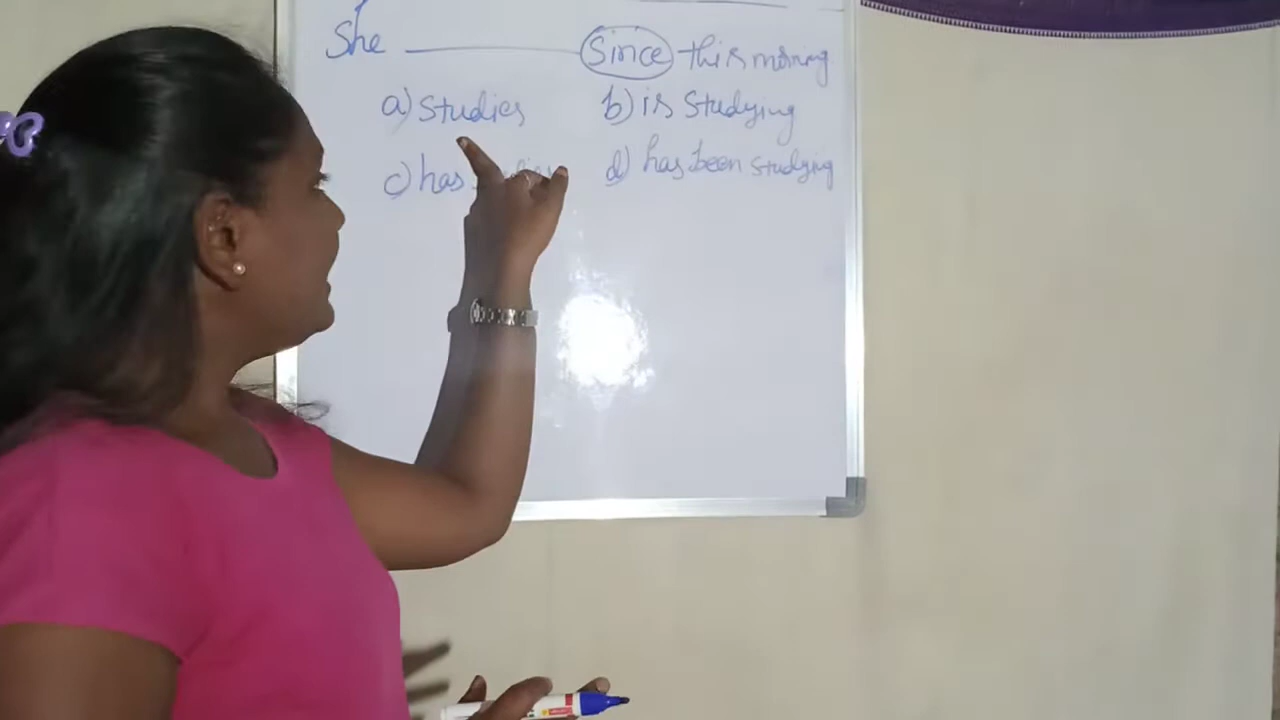 She ________ Since this morning
a) studies b) is Studying
c) has d) has been studying